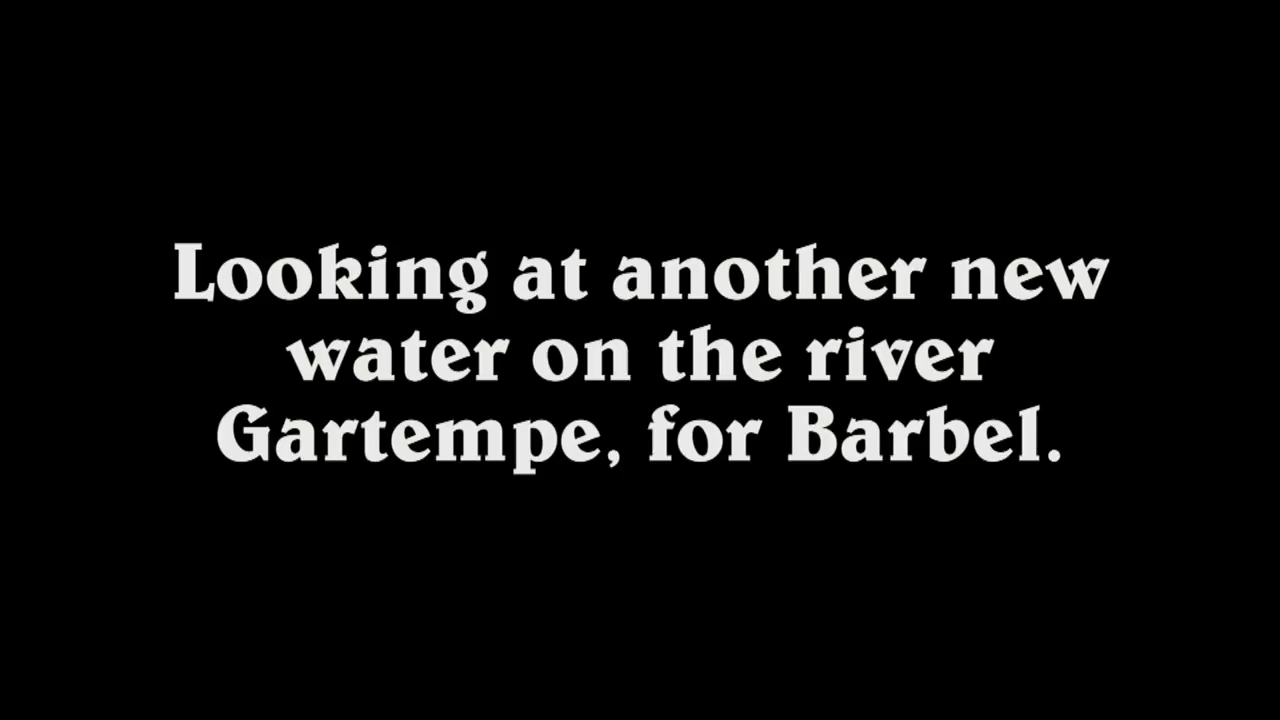 Looking at another new
water on the river
Gartempe, for Barbel.